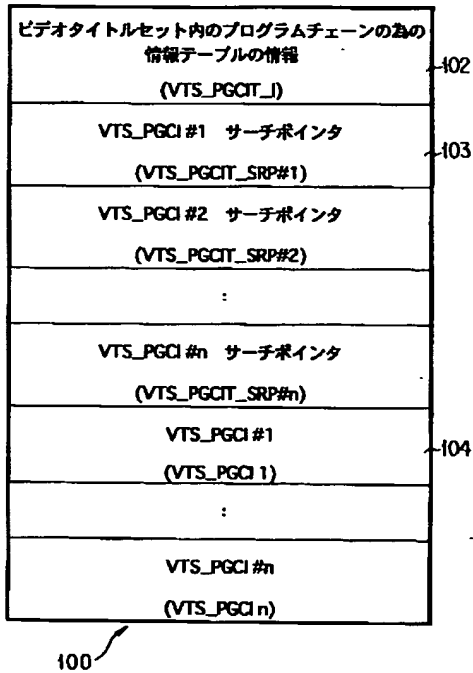 ビデオタイトルセット内のプログラムチェーンの為の
情報テーブルの情報
(VTS_PGCIT_I)
102
VTS_PGCI #1 サーチポインタ
(VTS_PGCIT_SRP#1)
103
VTS_PGCI #2 サーチポインタ
(VTS_PGCIT_SRP#2)
:
VTS_PGCI #n サーチポインタ
(VTS_PGCIT_SRP#n)
VTS_PGCI #1
(VTS_PGCI 1)
104
:
VTS_PGCI #n
(VTS_PGCI n)
100